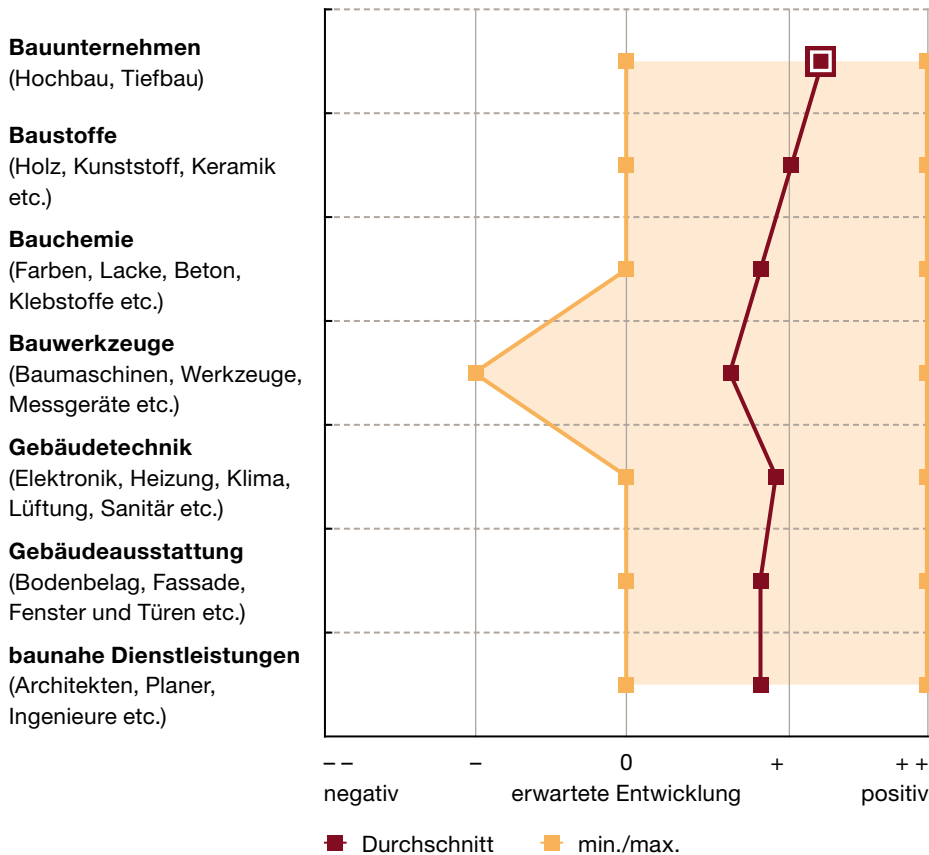 Bauunternehmen
(Hochbau, Tiefbau)
Baustoffe
(Holz, Kunststoff, Keramik
etc.)
Bauchemie
(Farben, Lacke, Beton,
Klebstoffe etc.)
Bauwerkzeuge
(Baumaschinen, Werkzeuge,
Messgeräte etc.)
Gebäudetechnik
(Elektronik, Heizung, Klima,
Lüftung, Sanitär etc.)
Gebäudeausstattung
(Bodenbelag, Fassade,
Fenster und Türen etc.)
baunahe Dienstleistungen
(Architekten, Planer,
Ingenieure etc.)
– – – 0 + + +
negativ erwartete Entwicklung positiv
Durchschnitt min./max.